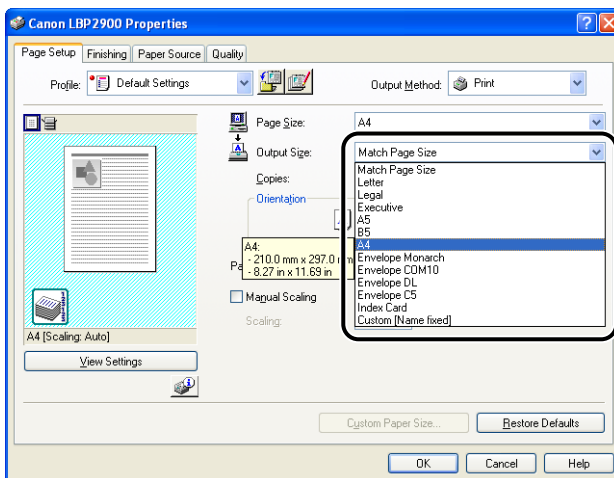 Canon LBP2900 Properties
Page Setup Finishing Paper Source Quality
Profile: Default Settings Output Method: Print
Page Size: A4
Output Size: Match Page Size
Copies:
Match Page Size
Letter
Legal
Executive
A5
B5
A4
Envelope Monarch
Envelope COM10
Envelope DL
Envelope C5
Index Card
Custom [Name fixed]
Orientation
A4:
- 210.0 mm x 297.0 m
- 8.27 in x 11.69 in
Pa
Manual Scaling
Scaling:
A4 [Scaling: Auto]
View Settings
Custom Paper Size... Restore Defaults
OK Cancel Help